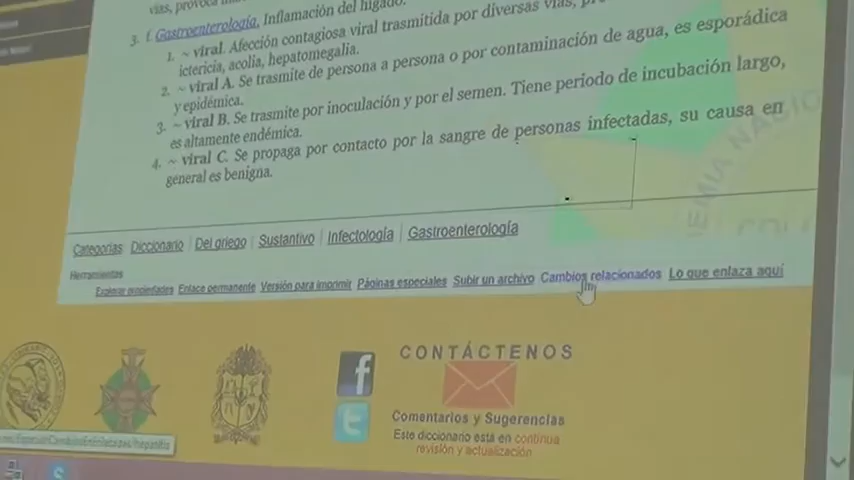 vías, provoca
3. f. Gastroenterología. Inflamación del hígado.
1. ~ viral. Afección contagiosa viral trasmitida por diversas vías,
ictericia, acolia, hepatomegalia.
2. ~ viral A. Se trasmite de persona a persona o por contaminación de agua, es esporádica
y epidémica.
3. ~ viral B. Se trasmite por inoculación y por el semen. Tiene periodo de incubación largo,
es altamente endémica.
4. ~ viral C. Se propaga por contacto por la sangre de personas infectadas, su causa en
general es benigna.
Categorías Diccionario Del griego Sustantivo Infectología Gastroenterología
Herramientas
Explorar propiedades Enlace permanente Versión para imprimir Páginas especiales Subir un archivo Cambios relacionados Lo que enlaza aquí
CONTÁCTENOS
Comentarios y Sugerencias
Este diccionario está en continua
revisión y actualización